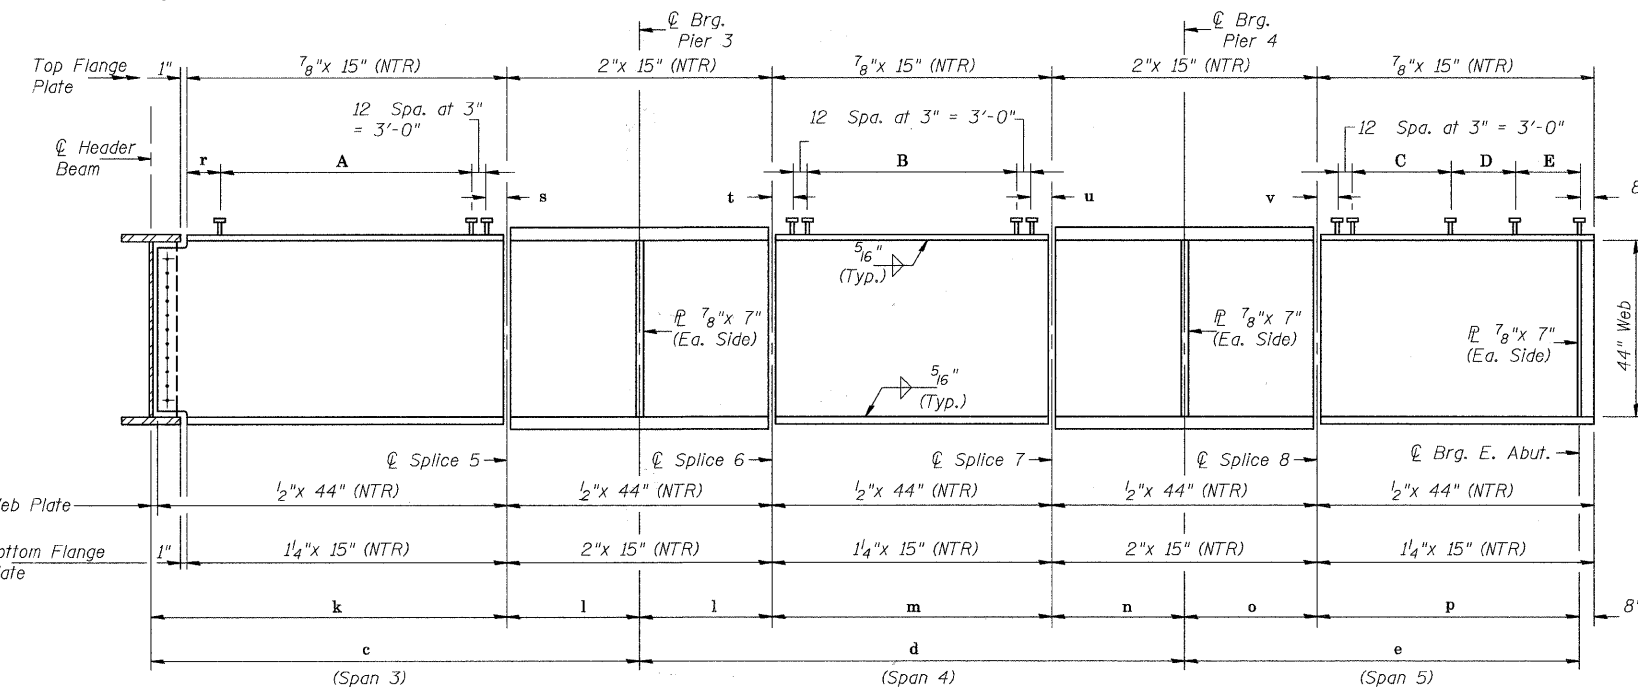 ℄ Brg.
Pier 3
℄ Brg.
Pier 4
Top Flange
Plate
1"
7/8"x 15" (NTR)
2"x 15" (NTR)
7/8"x 15" (NTR)
2"x 15" (NTR)
7/8"x 15" (NTR)
12 Spa. at 3"
= 3'-0"
12 Spa. at 3" = 3'-0"
12 Spa. at 3" = 3'-0"
℄ Header
Beam
r
A
B
C
D
E
s
t
u
v
5/16"
(Typ.)
℄ Splice 5
℄ Splice 6
℄ Splice 7
℄ Splice 8
℄ Brg. E. Abut.
PL 7/8"x 7"
(Ea. Side)
PL 7/8"x 7"
(Ea. Side)
PL 7/8"x 7"
(Ea. Side)
44" Web
5/16"
(Typ.)
1/2"x 44" (NTR)
1/2"x 44" (NTR)
1/2"x 44" (NTR)
1/2"x 44" (NTR)
1/2"x 44" (NTR)
Plate
Flange
1"
1 1/4"x 15" (NTR)
2"x 15" (NTR)
1 1/4"x 15" (NTR)
2"x 15" (NTR)
1 1/4"x 15" (NTR)
k
l
l
m
n
o
p
8"
c
d
e
(Span 3)
(Span 4)
(Span 5)